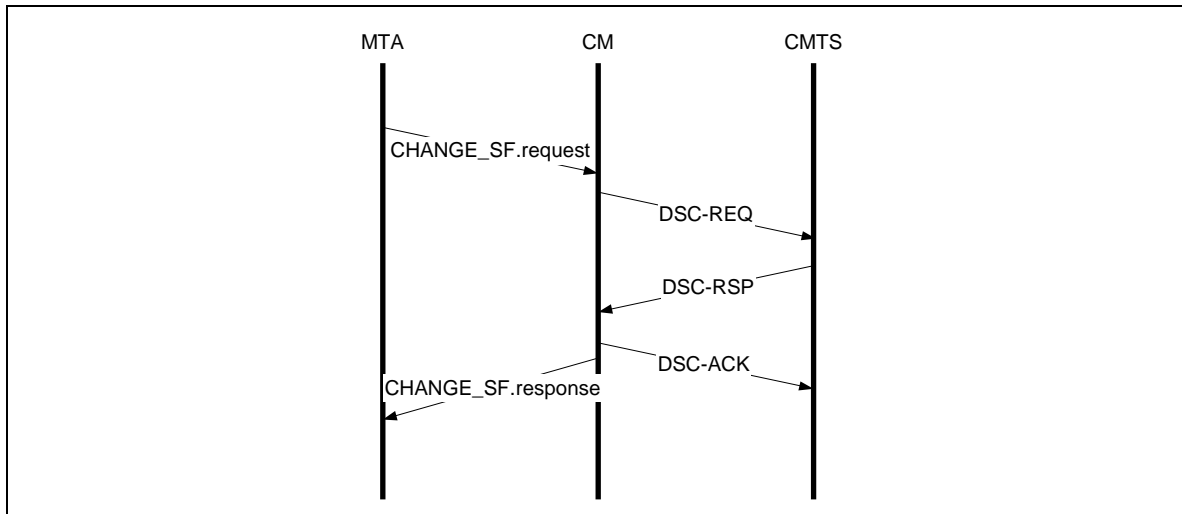 MTA CM CMTS
CHANGE_SF.request
DSC-REQ
DSC-RSP
DSC-ACK
CHANGE_SF.response